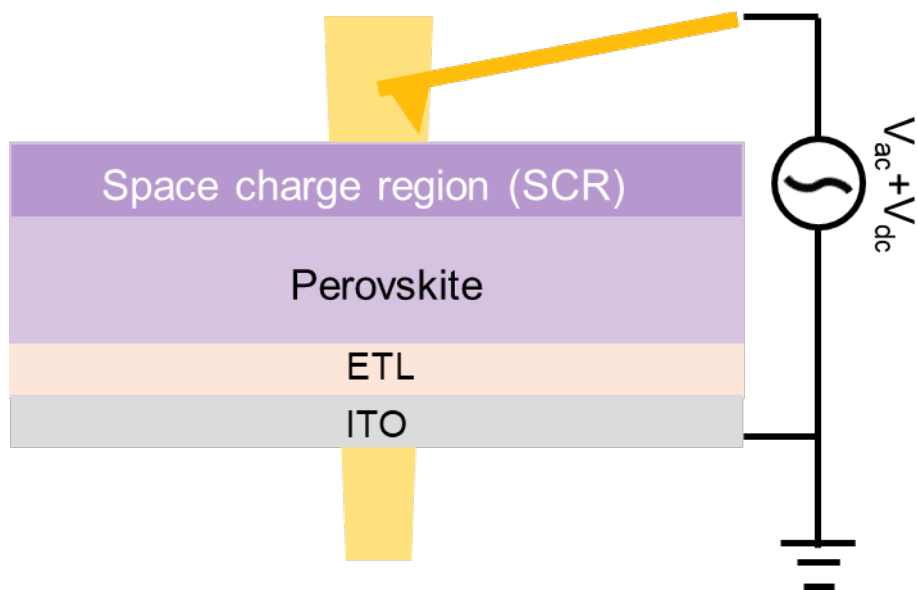 Space charge region (SCR)
Perovskite
ETL
ITO
Vac+Vdc